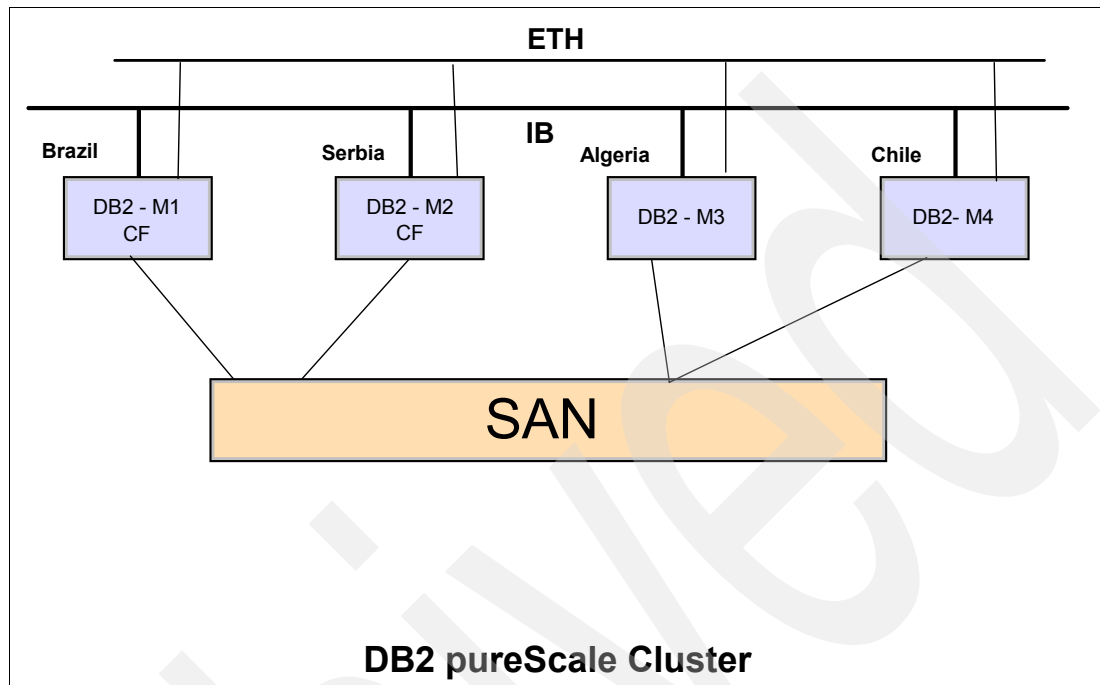 ETH
IB
Brazil
Serbia
Algeria
Chile
DB2 - M1
CF
DB2 - M2
CF
DB2 - M3
DB2- M4
SAN
DB2 pureScale Cluster